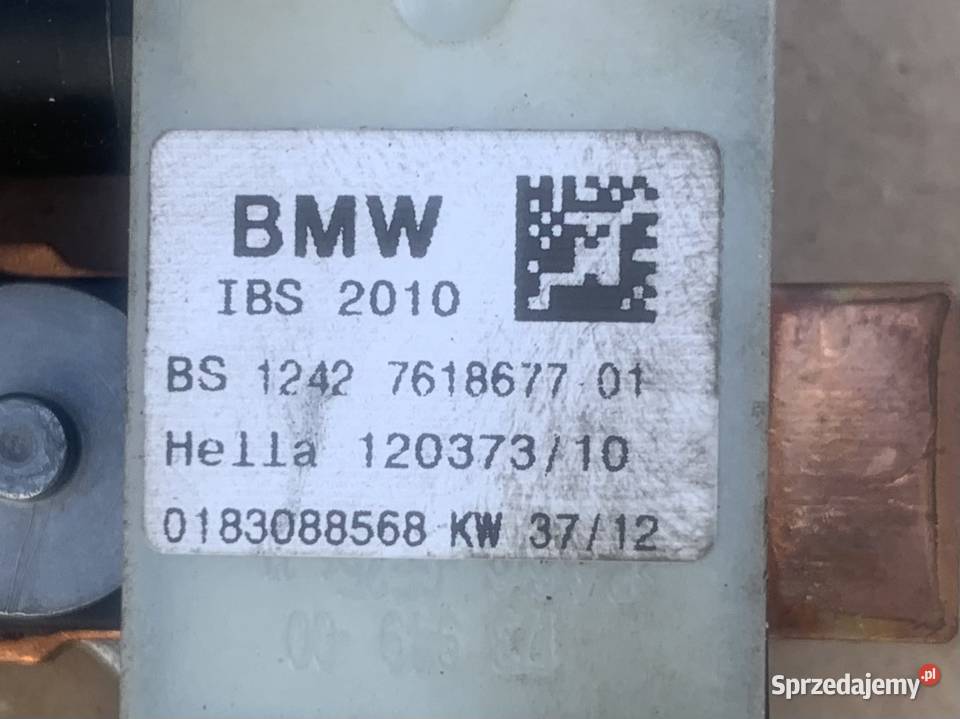 BMW
IBS 2010
BS 1242 7618677 01
Hella 120373/10
0183088568 KW 37/12
Sprzedajemy.pl